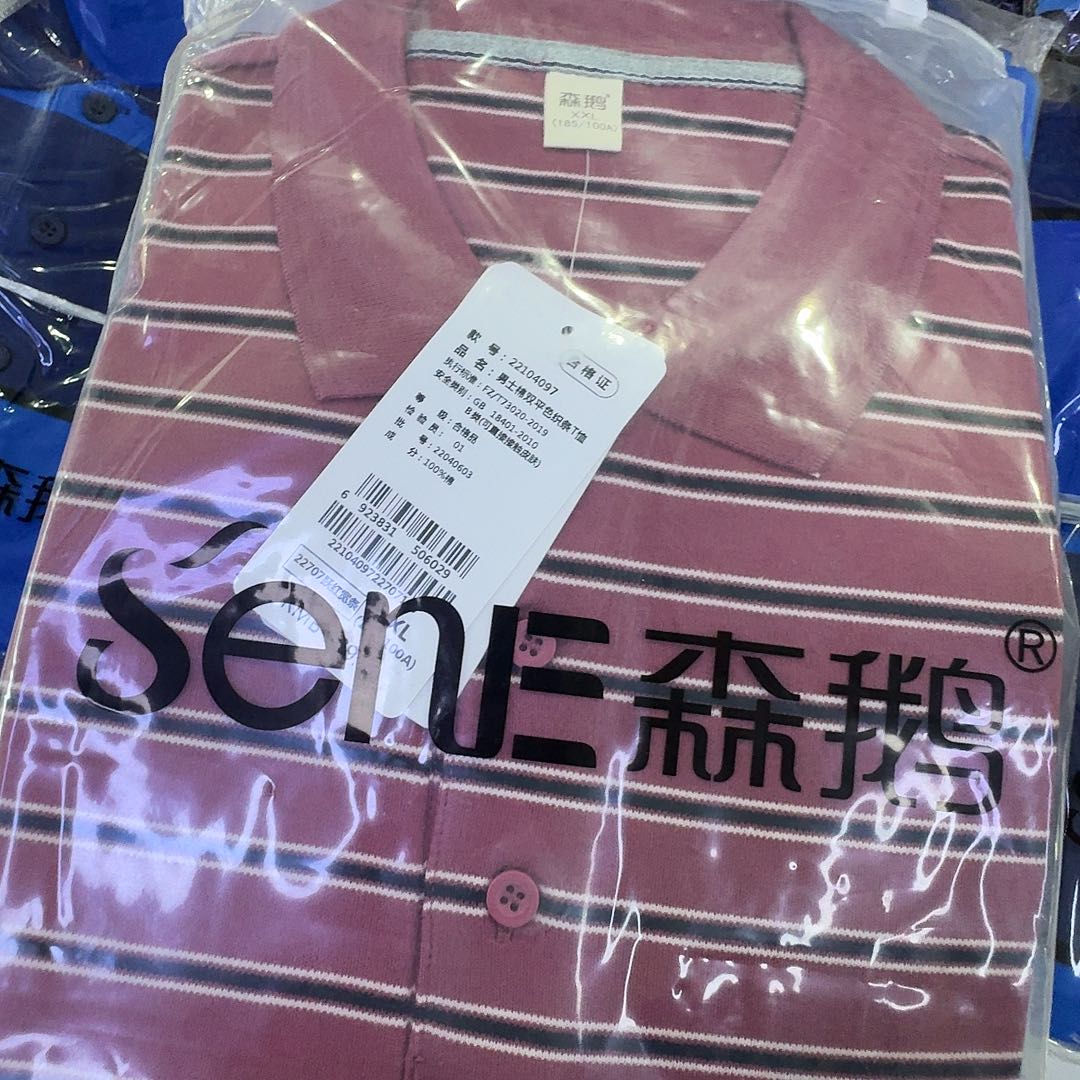 森鹅®
XXL
(185/100A)
合格证
款 号：22104097
品 名：男士棉双平色织条T恤
执行标准：FZ/T73020-2019
安全类别：GB 18401-2010
B类(可直接接触皮肤)
等 级：合格品
检 验 员： 01
批 号：22040603
成 分：100%棉
6 923831 506029
senE 森鹅®